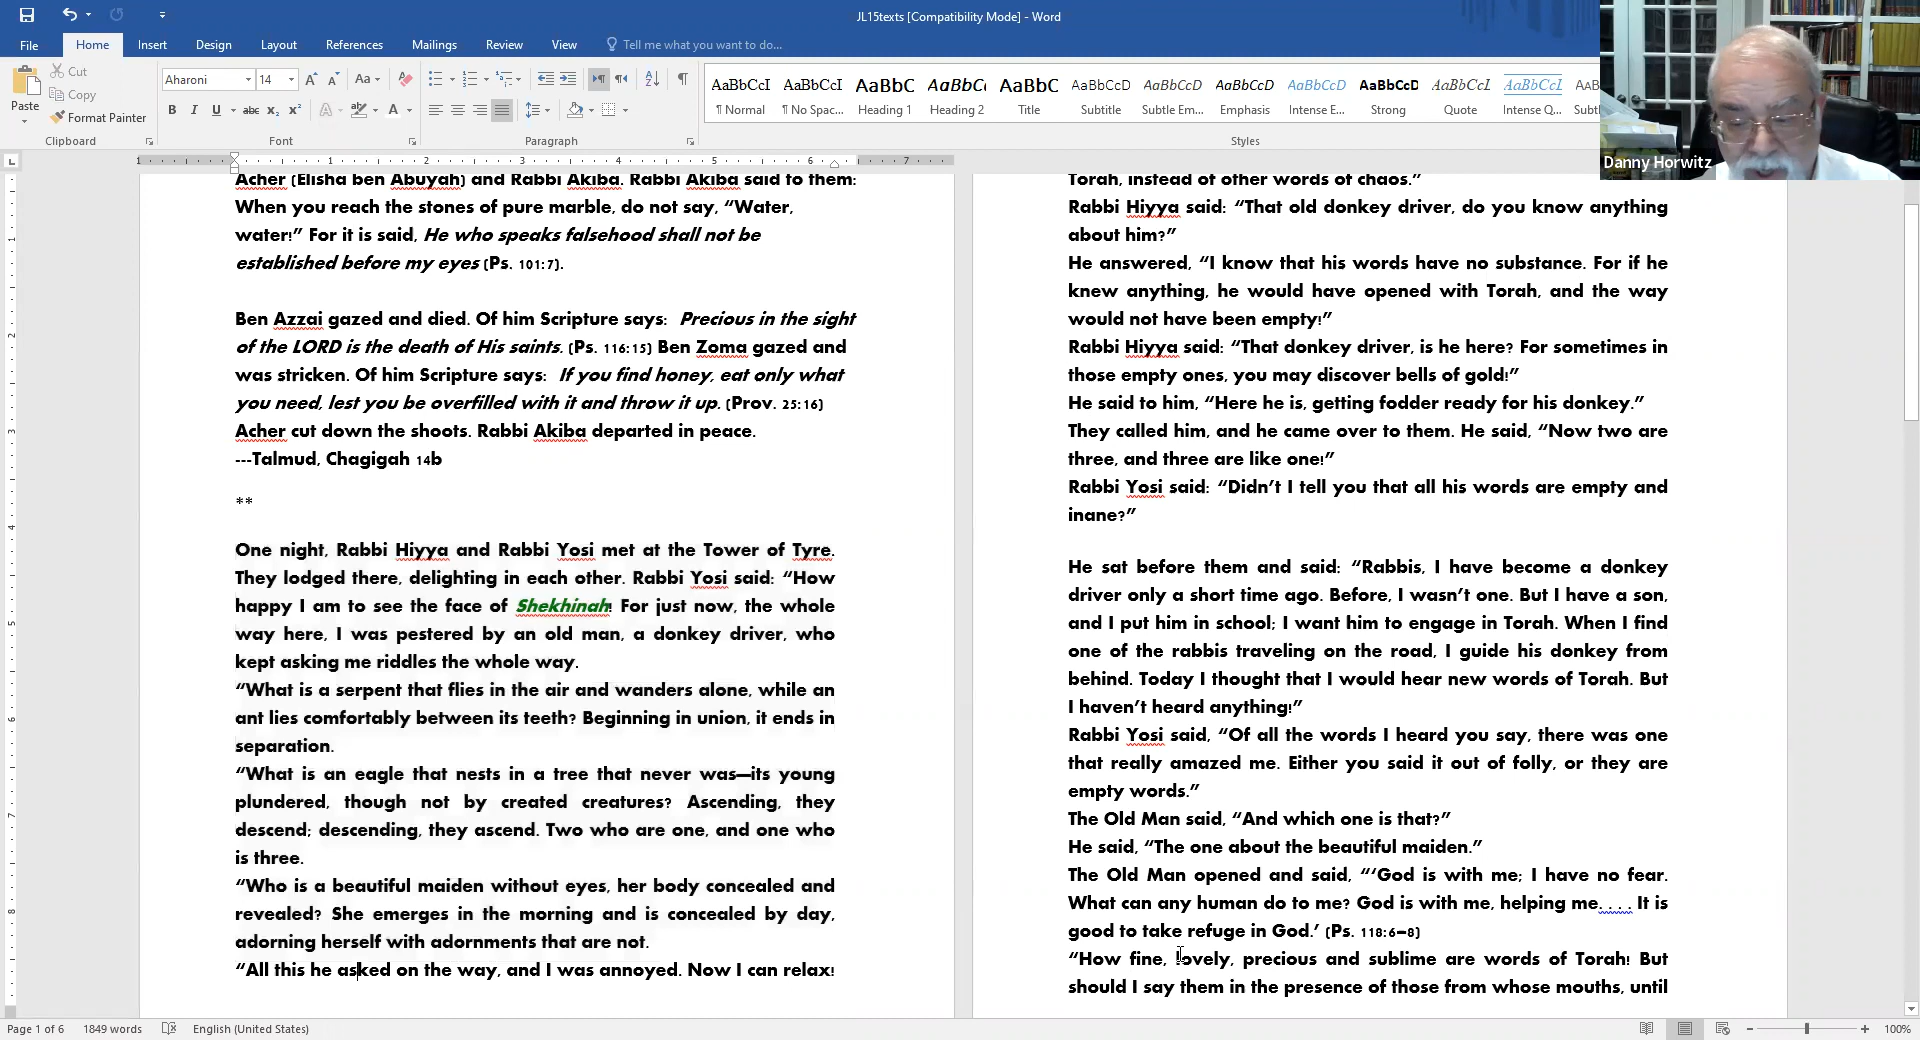 JL15texts [Compatibility Mode] - Word
File Home Insert Design Layout References Mailings Review View Tell me what you want to do...
Cut
Copy
Format Painter
Paste
Aharoni 14
AaBbCcI AaBbCcI AaBbC AaBbC AaBbC AaBbCcD AaBbCcD AaBbCcD AaBbCcD AaBbCcD AaBbCcI AaBbCcI
¶ Normal ¶ No Spac... Heading 1 Heading 2 Title Subtitle Subtle Em... Emphasis Intense E... Strong Quote Intense Q...
Clipboard Font Paragraph Styles
Danny Horwitz
Acher (Elisha ben Abuyah) and Rabbi Akiba. Rabbi Akiba said to them:
When you reach the stones of pure marble, do not say, “Water,
water!” For it is said, He who speaks falsehood shall not be
established before my eyes (Ps. 101:7).
Ben Azzai gazed and died. Of him Scripture says: Precious in the sight
of the LORD is the death of His saints. (Ps. 116:15) Ben Zoma gazed and
was stricken. Of him Scripture says: If you find honey, eat only what
you need, lest you be overfilled with it and throw it up. (Prov. 25:16)
Acher cut down the shoots. Rabbi Akiba departed in peace.
---Talmud, Chagigah 14b
**
One night, Rabbi Hiyya and Rabbi Yosi met at the Tower of Tyre.
They lodged there, delighting in each other. Rabbi Yosi said: “How
happy I am to see the face of Shekhinah! For just now, the whole
way here, I was pestered by an old man, a donkey driver, who
kept asking me riddles the whole way.
“What is a serpent that flies in the air and wanders alone, while an
ant lies comfortably between its teeth? Beginning in union, it ends in
separation.
“What is an eagle that nests in a tree that never was—its young
plundered, though not by created creatures? Ascending, they
descend; descending, they ascend. Two who are one, and one who
is three.
“Who is a beautiful maiden without eyes, her body concealed and
revealed? She emerges in the morning and is concealed by day,
adorning herself with adornments that are not.
“All this he asked on the way, and I was annoyed. Now I can relax!
Torah, instead of other words of chaos.”
Rabbi Hiyya said: “That old donkey driver, do you know anything
about him?”
He answered, “I know that his words have no substance. For if he
knew anything, he would have opened with Torah, and the way
would not have been empty!”
Rabbi Hiyya said: “That donkey driver, is he here? For sometimes in
those empty ones, you may discover bells of gold!”
He said to him, “Here he is, getting fodder ready for his donkey.”
They called him, and he came over to them. He said, “Now two are
three, and three are like one!”
Rabbi Yosi said: “Didn’t I tell you that all his words are empty and
inane?”
He sat before them and said: “Rabbis, I have become a donkey
driver only a short time ago. Before, I wasn’t one. But I have a son,
and I put him in school; I want him to engage in Torah. When I find
one of the rabbis traveling on the road, I guide his donkey from
behind. Today I thought that I would hear new words of Torah. But
I haven’t heard anything!”
Rabbi Yosi said, “Of all the words I heard you say, there was one
that really amazed me. Either you said it out of folly, or they are
empty words.”
The Old Man said, “And which one is that?”
He said, “The one about the beautiful maiden.”
The Old Man opened and said, “‘God is with me; I have no fear.
What can any human do to me? God is with me, helping me. . . . It is
good to take refuge in God.’ (Ps. 118:6–8)
“How fine, lovely, precious and sublime are words of Torah! But
should I say them in the presence of those from whose mouths, until
Page 1 of 6 1849 words English (United States) 100%